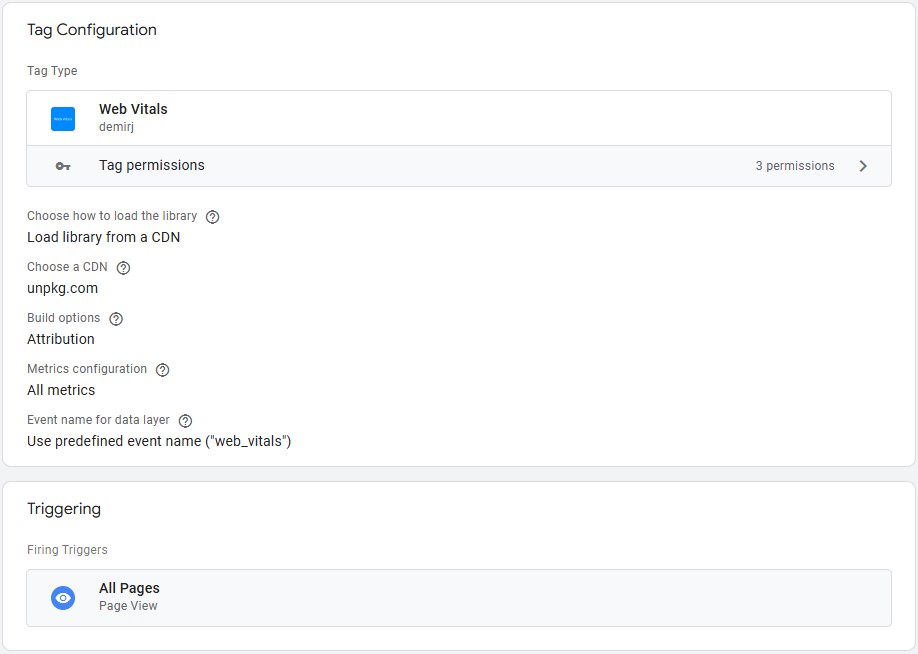 Tag Configuration
Tag Type
Web Vitals
demirj
Tag permissions
3 permissions
Choose how to load the library
Load library from a CDN
Choose a CDN
unpkg.com
Build options
Attribution
Metrics configuration
All metrics
Event name for data layer
Use predefined event name ("web_vitals")
Triggering
Firing Triggers
All Pages
Page View